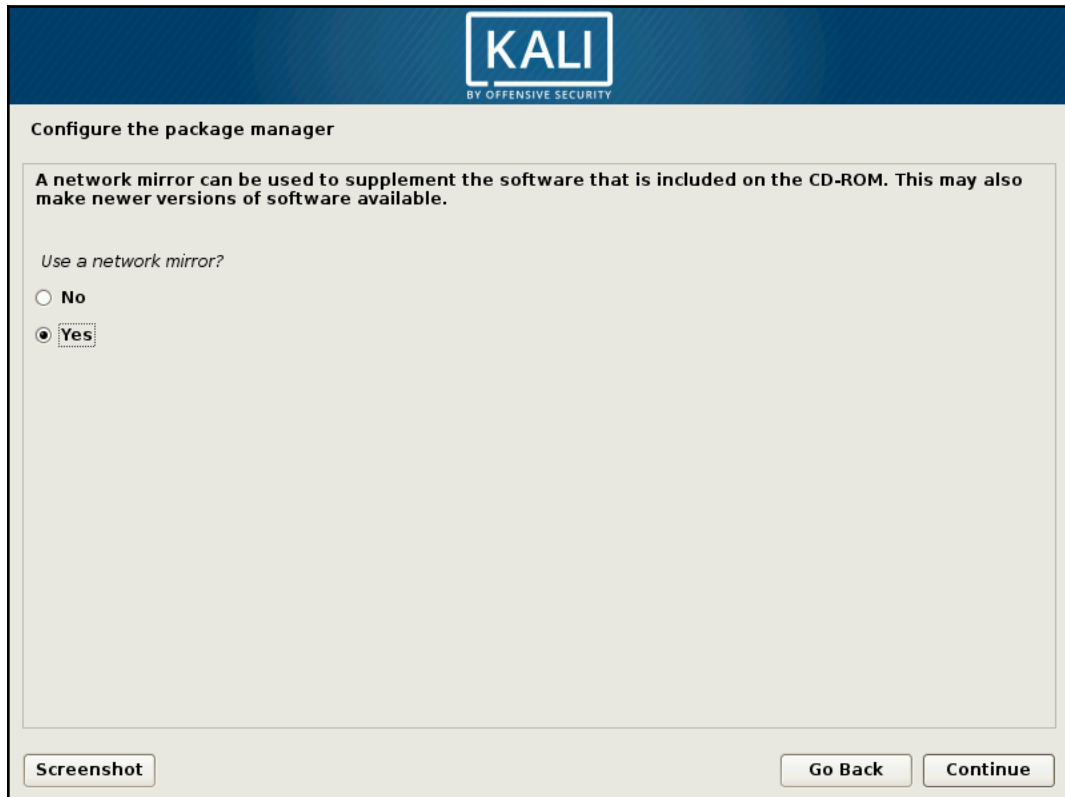 KALI
BY OFFENSIVE SECURITY
Configure the package manager
A network mirror can be used to supplement the software that is included on the CD-ROM. This may also
make newer versions of software available.
Use a network mirror?
No
Yes
Screenshot
Go Back
Continue